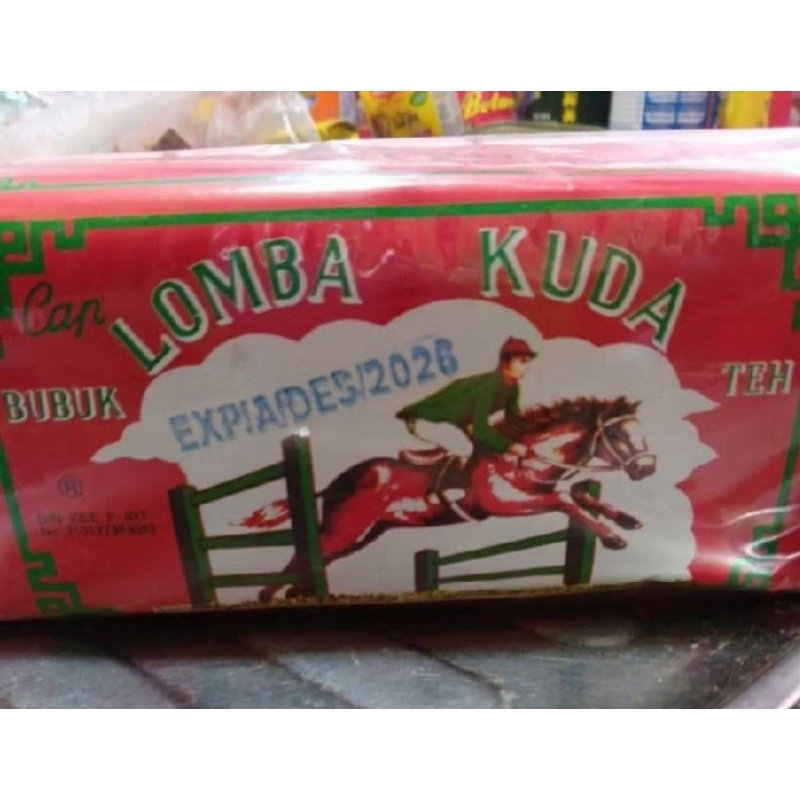 Cap LOMBA KUDA
BUBUK TEH
EXP/A/DES/2026
®